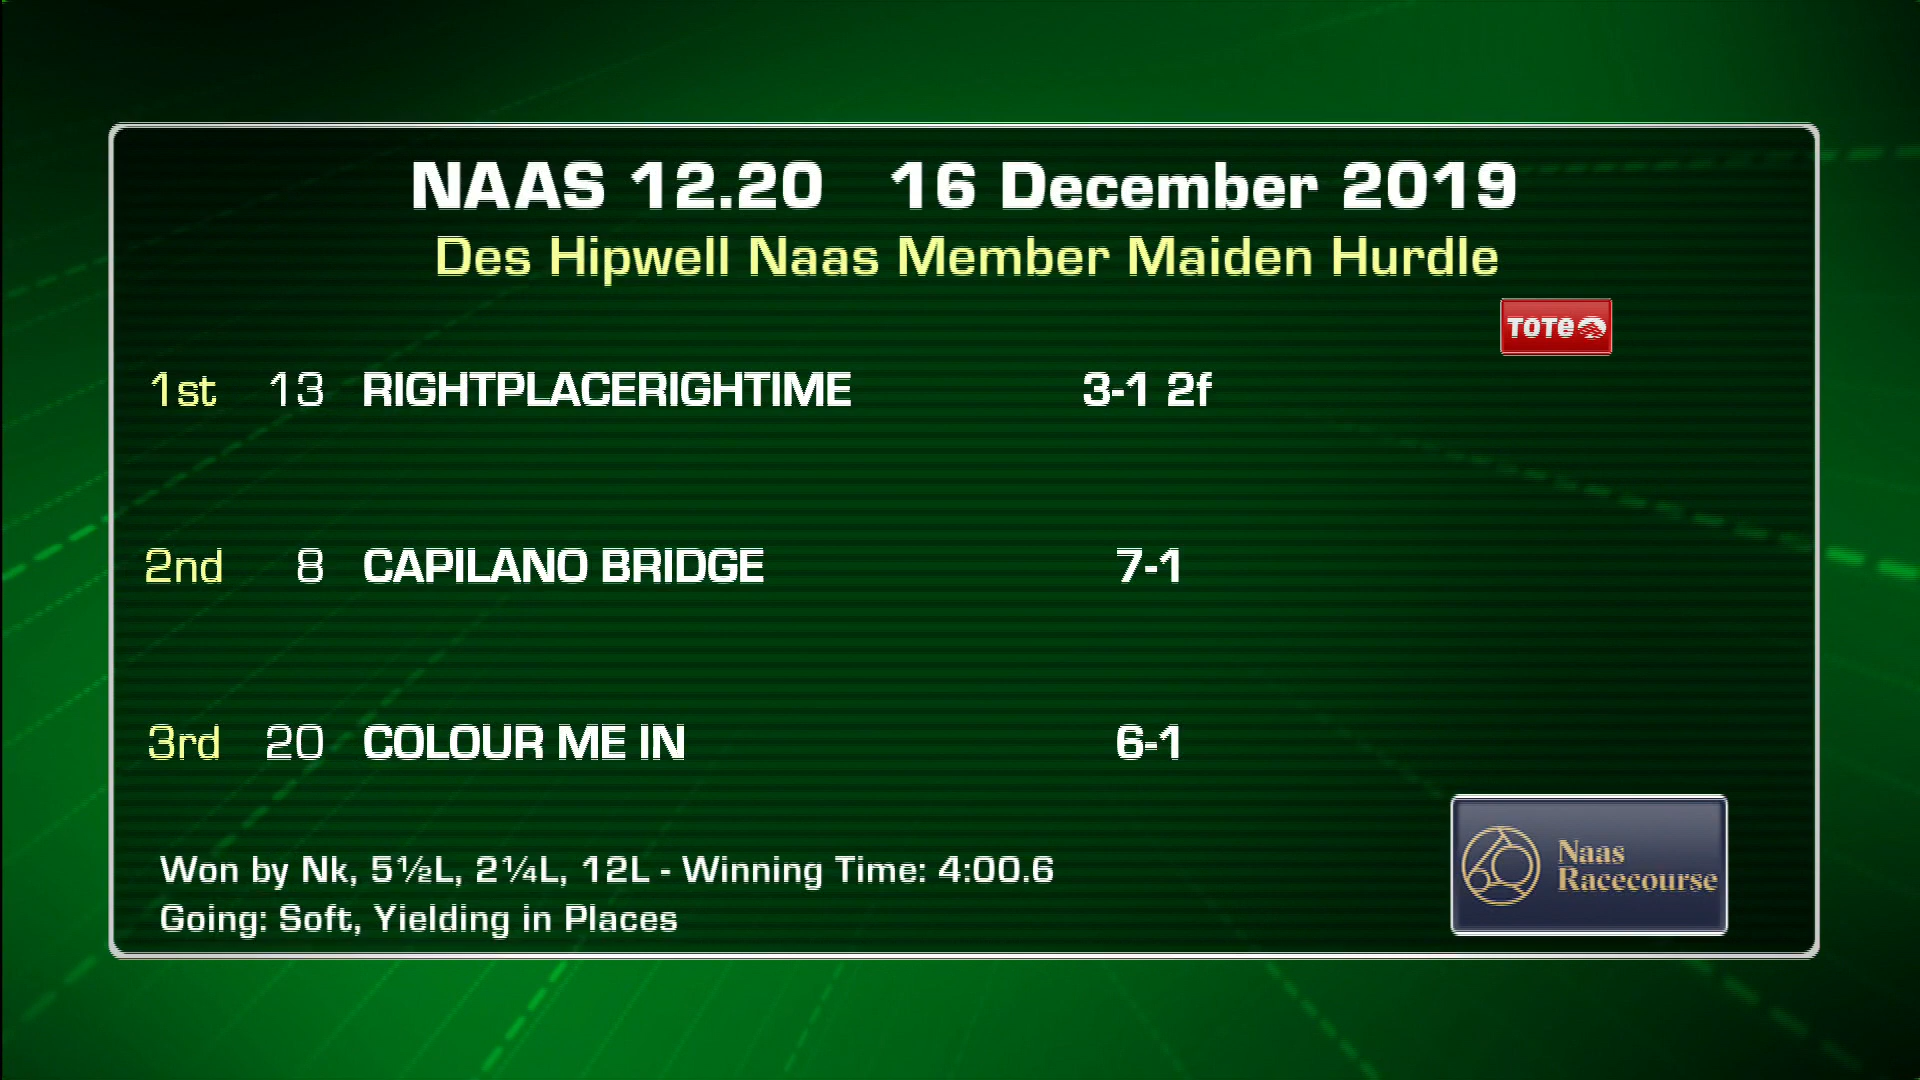 NAAS 12.20 16 December 2019
Des Hipwell Naas Member Maiden Hurdle
TOTe
1st 13 RIGHTPLACERIGHTIME 3-1 2f
2nd 8 CAPILANO BRIDGE 7-1
3rd 20 COLOUR ME IN 6-1
Won by Nk, 5½L, 2¼L, 12L - Winning Time: 4:00.6
Going: Soft, Yielding in Places
Naas
Racecourse